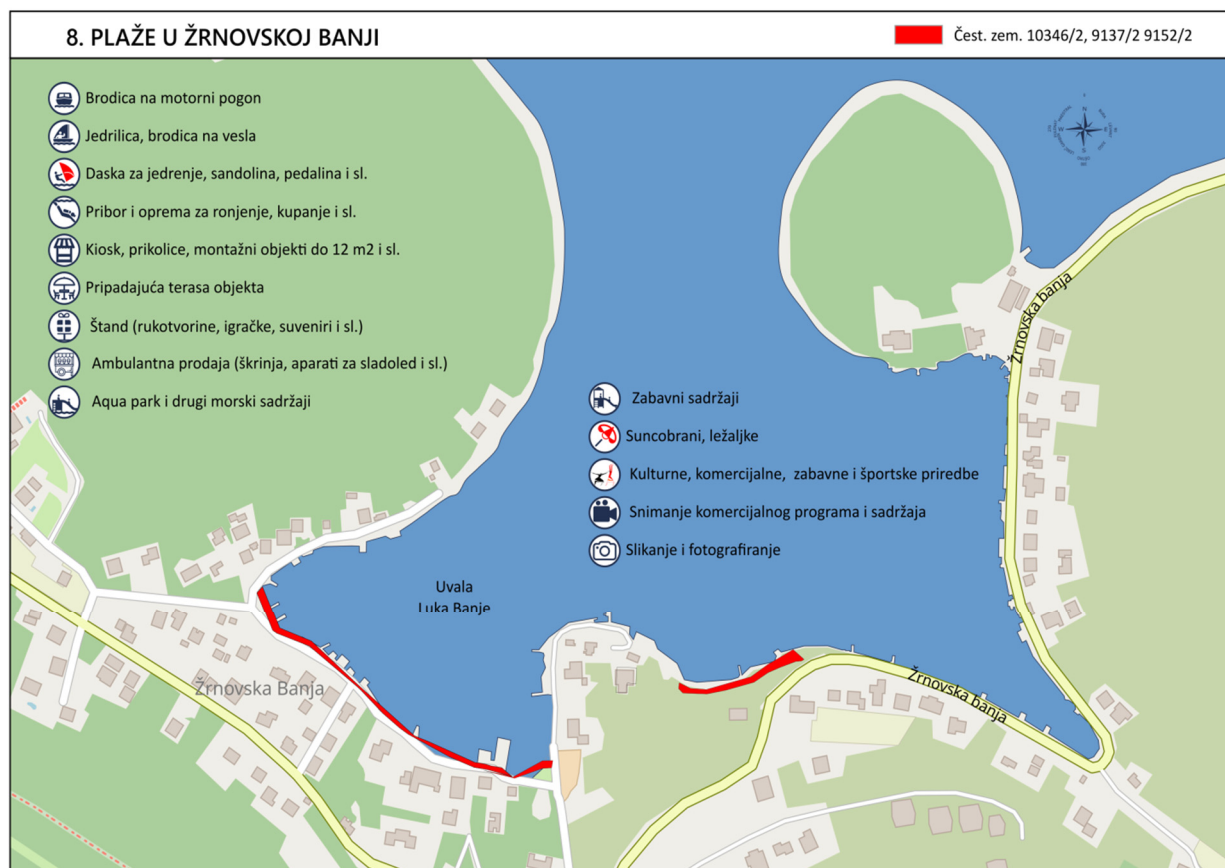 8. PLAŽE U ŽRNOVSKOJ BANJI
Čest. zem. 10346/2, 9137/2 9152/2
Brodica na motorni pogon
Jedrilica, brodica na vesla
Daska za jedrenje, sandolina, pedalina i sl.
Pribor i oprema za ronjenje, kupanje i sl.
Kiosk, prikolice, montažni objekti do 12 m2 i sl.
Pripadajuća terasa objekta
Štand (rukotvorine, igračke, suveniri i sl.)
Ambulantna prodaja (škrinja, aparati za sladoled i sl.)
Aqua park i drugi morski sadržaji
Zabavni sadržaji
Suncobrani, ležaljke
Kulturne, komercijalne, zabavne i športske priredbe
Snimanje komercijalnog programa i sadržaja
Slikanje i fotografiranje
Žrnovska banja
Uvala
Luka Banje
Žrnovska Banja
Žrnovska banja